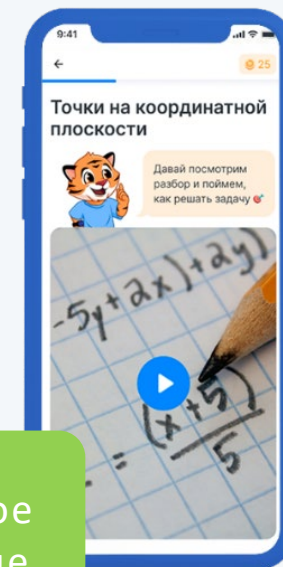 9:41
25
Точки на координатной
плоскости
Давай посмотрим
разбор и поймем,
как решать задачу
-5y+2x)+2y)
(x+5)
=
5